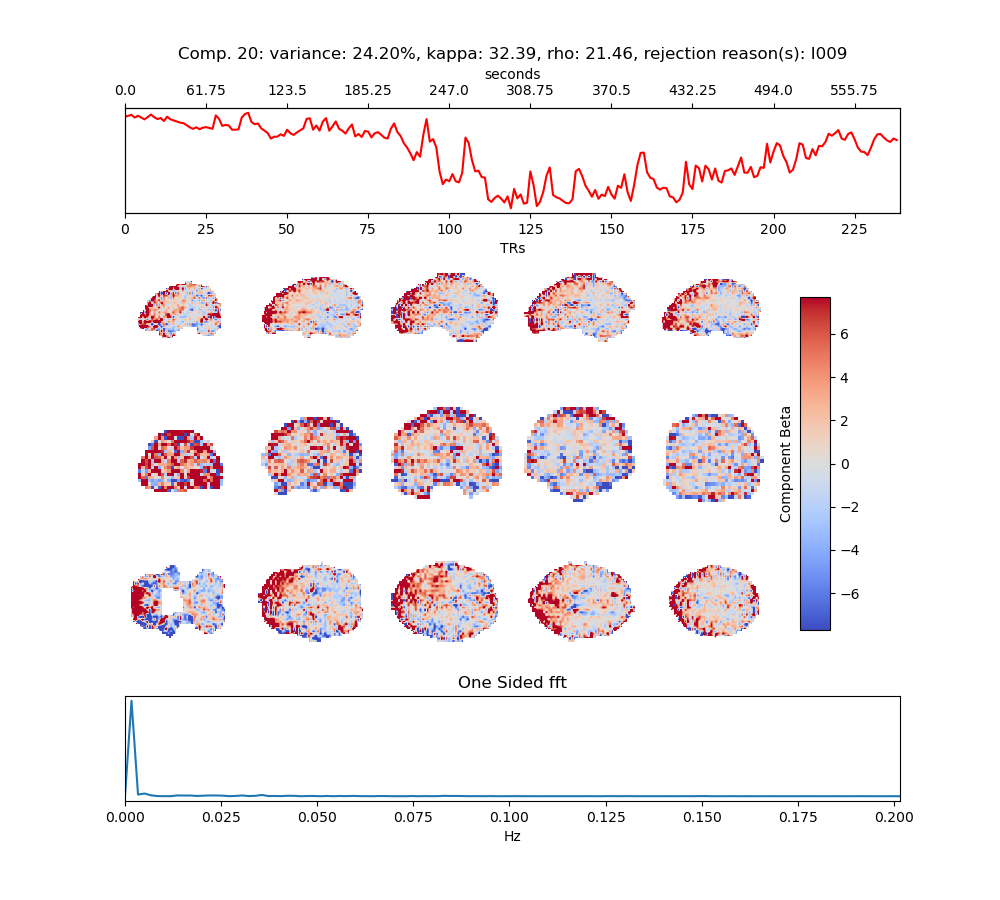 Comp. 20: variance: 24.20%, kappa: 32.39, rho: 21.46, rejection reason(s): I009
seconds
0.0 61.75 123.5 185.25 247.0 308.75 370.5 432.25 494.0 555.75
0 25 50 75 100 125 150 175 200 225
TRs
6
4
2
0
−2
−4
−6
Component Beta
One Sided fft
0.000 0.025 0.050 0.075 0.100 0.125 0.150 0.175 0.200
Hz